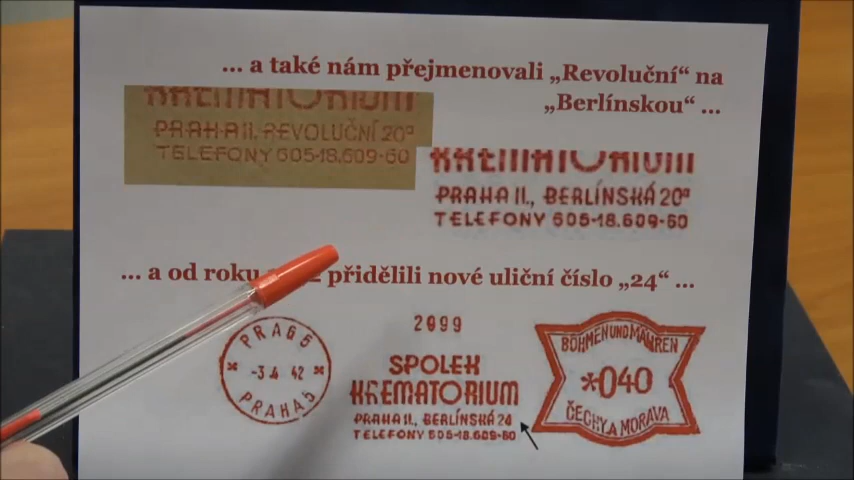 ... a také nám přejmenovali „Revoluční“ na
„Berlínskou“ ...
KREMATORIUM
PRAHA II. REVOLUČNÍ 20ᵃ
TELEFONY 605-18.609-60
KREMATORIUM
PRAHA II., BERLÍNSKÁ 20ᵃ
TELEFONY 605-18.609-60
... a od roku přidělili nové uliční číslo „24“ ...
PRAG 5
-3.4.42
PRAHA 5
2099
SPOLEK
KREMATORIUM
PRAHA II., BERLÍNSKÁ 24
TELEFONY 605-18.609-60
BÖHMEN UND MÄHREN
*040
ČECHY A MORAVA